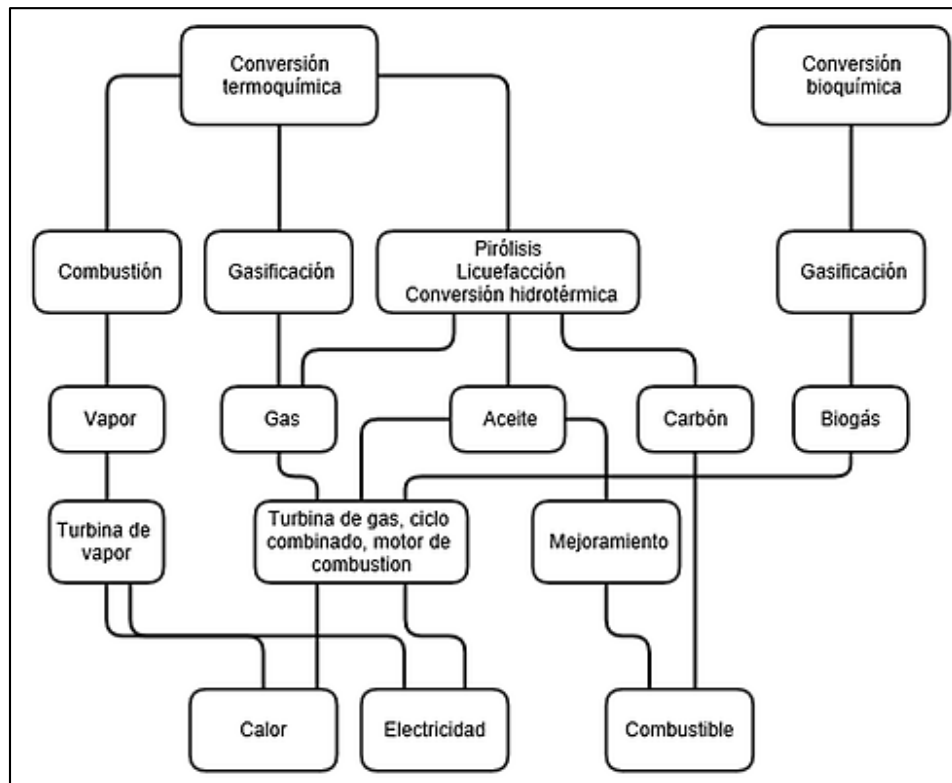 Conversión
termoquímica
Conversión
bioquímica
Combustión
Gasificación
Pirólisis
Licuefacción
Conversión hidrotérmica
Gasificación
Vapor
Gas
Aceite
Carbón
Biogás
Turbina de
vapor
Turbina de gas, ciclo
combinado, motor de
combustion
Mejoramiento
Calor
Electricidad
Combustible